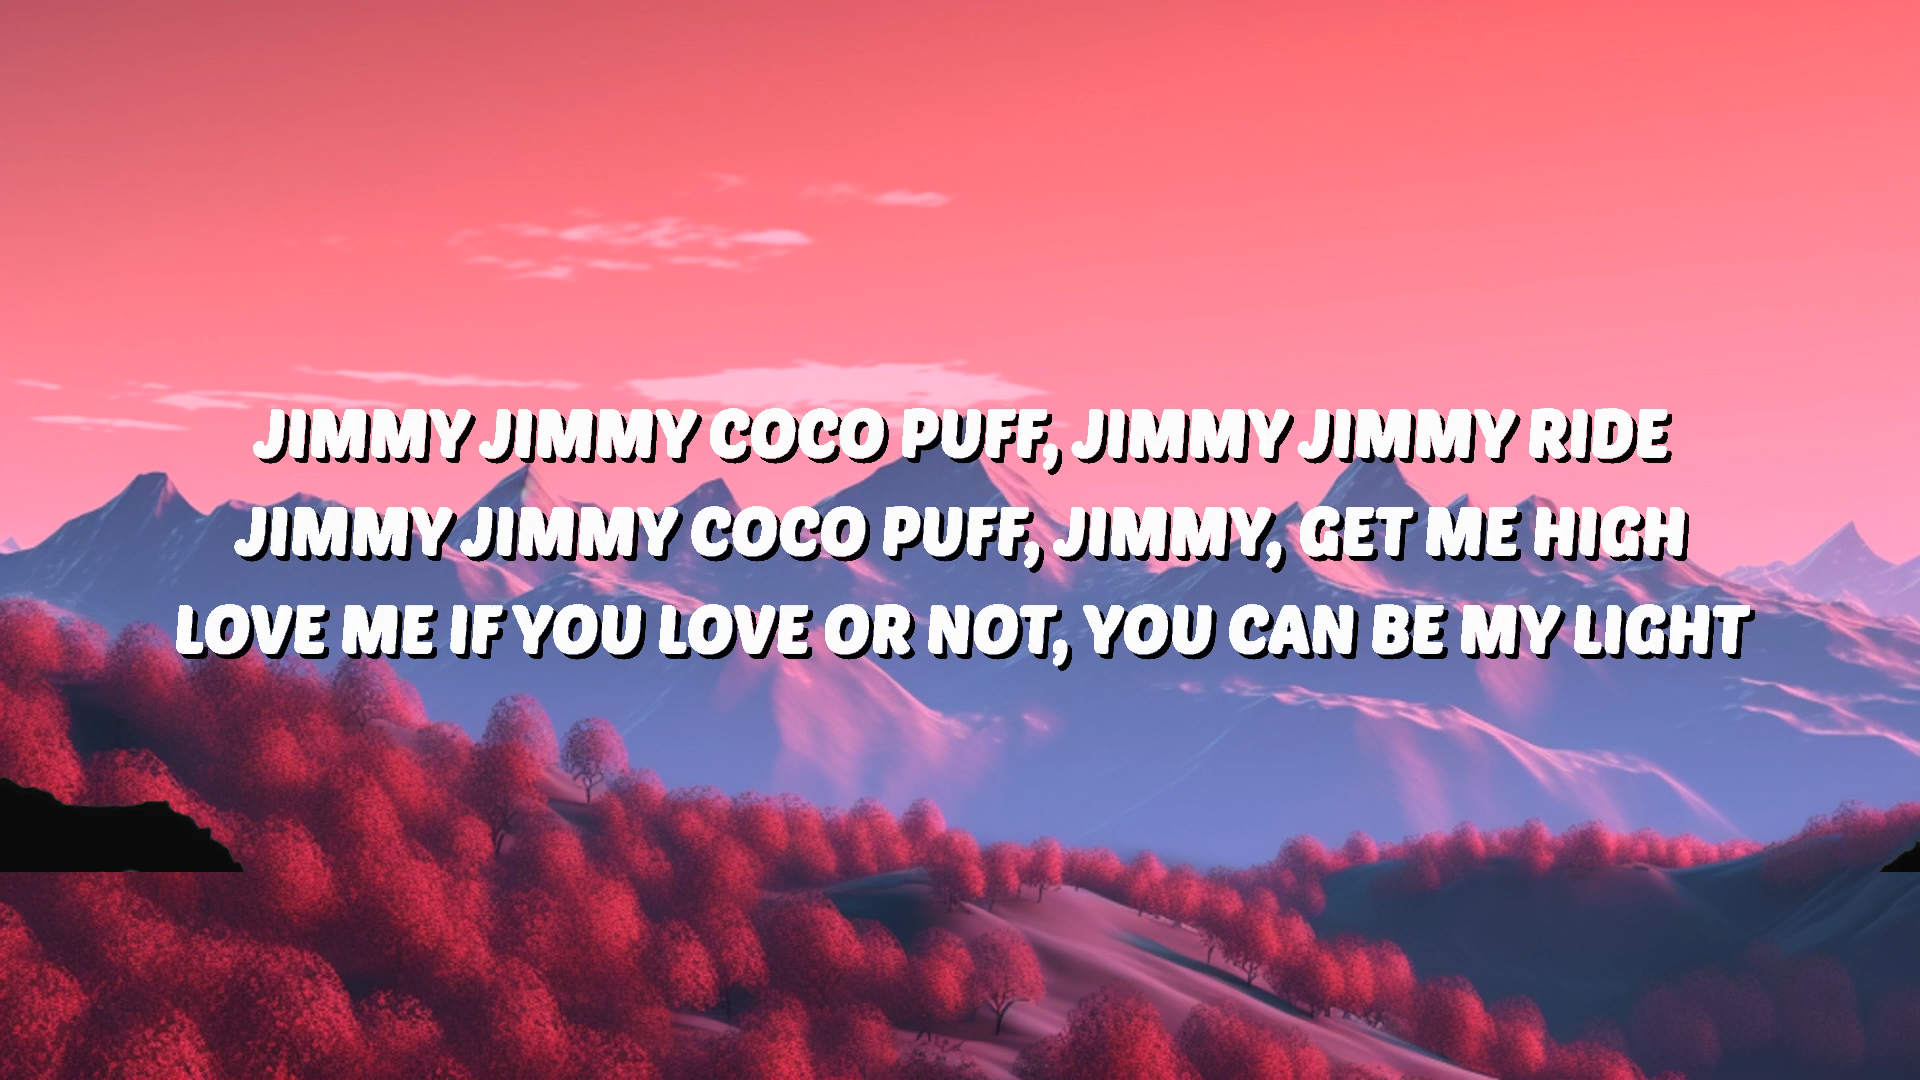 JIMMY JIMMY COCO PUFF, JIMMY JIMMY RIDE
JIMMY JIMMY COCO PUFF, JIMMY, GET ME HIGH
LOVE ME IF YOU LOVE OR NOT, YOU CAN BE MY LIGHT